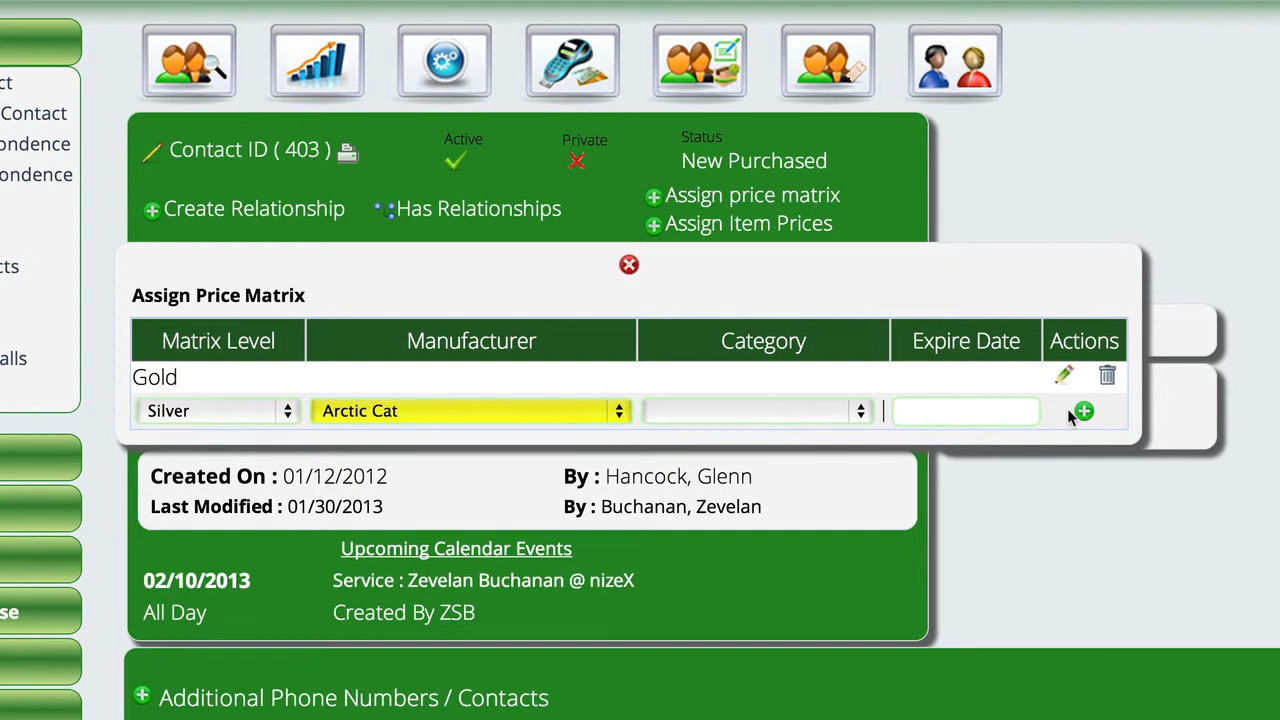 ct
Contact
ondence
ondence
cts
alls
se
Contact ID ( 403 )
Active
Private
Status
New Purchased
Create Relationship
Has Relationships
Assign price matrix
Assign Item Prices
Assign Price Matrix
Matrix Level Manufacturer Category Expire Date Actions
Gold
Silver Arctic Cat
Created On : 01/12/2012 By : Hancock, Glenn
Last Modified : 01/30/2013 By : Buchanan, Zevelan
Upcoming Calendar Events
02/10/2013 Service : Zevelan Buchanan @ nizeX
All Day Created By ZSB
Additional Phone Numbers / Contacts